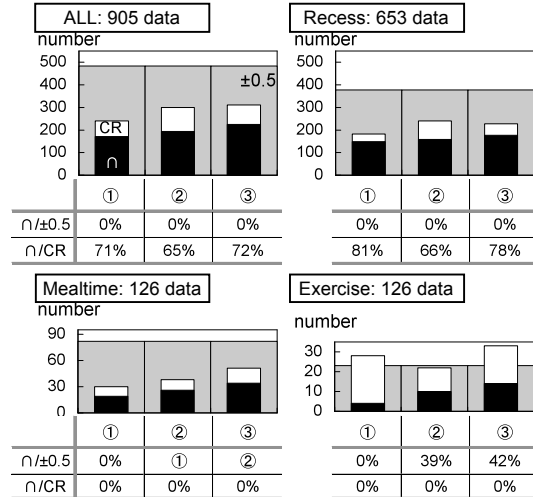 ALL: 905 data
number
500
400
300
200
100
0
±0.5
CR
∩
① ② ③
∩/±0.5 0% 0% 0%
∩/CR 71% 65% 72%
Recess: 653 data
number
500
400
300
200
100
0
① ② ③
0% 0% 0%
81% 66% 78%
Mealtime: 126 data
number
90
60
30
0
① ② ③
∩/±0.5 0% ① ②
∩/CR 0% 0% 0%
Exercise: 126 data
number
30
20
10
0
① ② ③
0% 39% 42%
0% 0% 0%